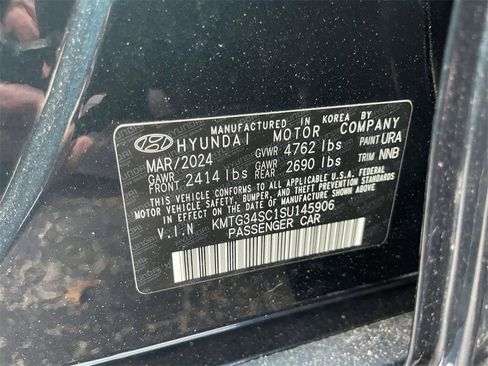 MANUFACTURED IN KOREA BY
HYUNDAI MOTOR COMPANY
MAR/2024 GVWR 4762 lbs PAINT URA
GAWR FRONT 2414 lbs GAWR REAR 2690 lbs TRIM NNB
THIS VEHICLE CONFORMS TO ALL APPLICABLE U.S.A FEDERAL
MOTOR VEHICLE SAFETY, BUMPER, AND THEFT PREVENTION
STANDARDS IN EFFECT ON THE DATE OF MANUFACTURE SHOWN ABOVE.
V.I.N KMTG34SC1SU145906
PASSENGER CAR